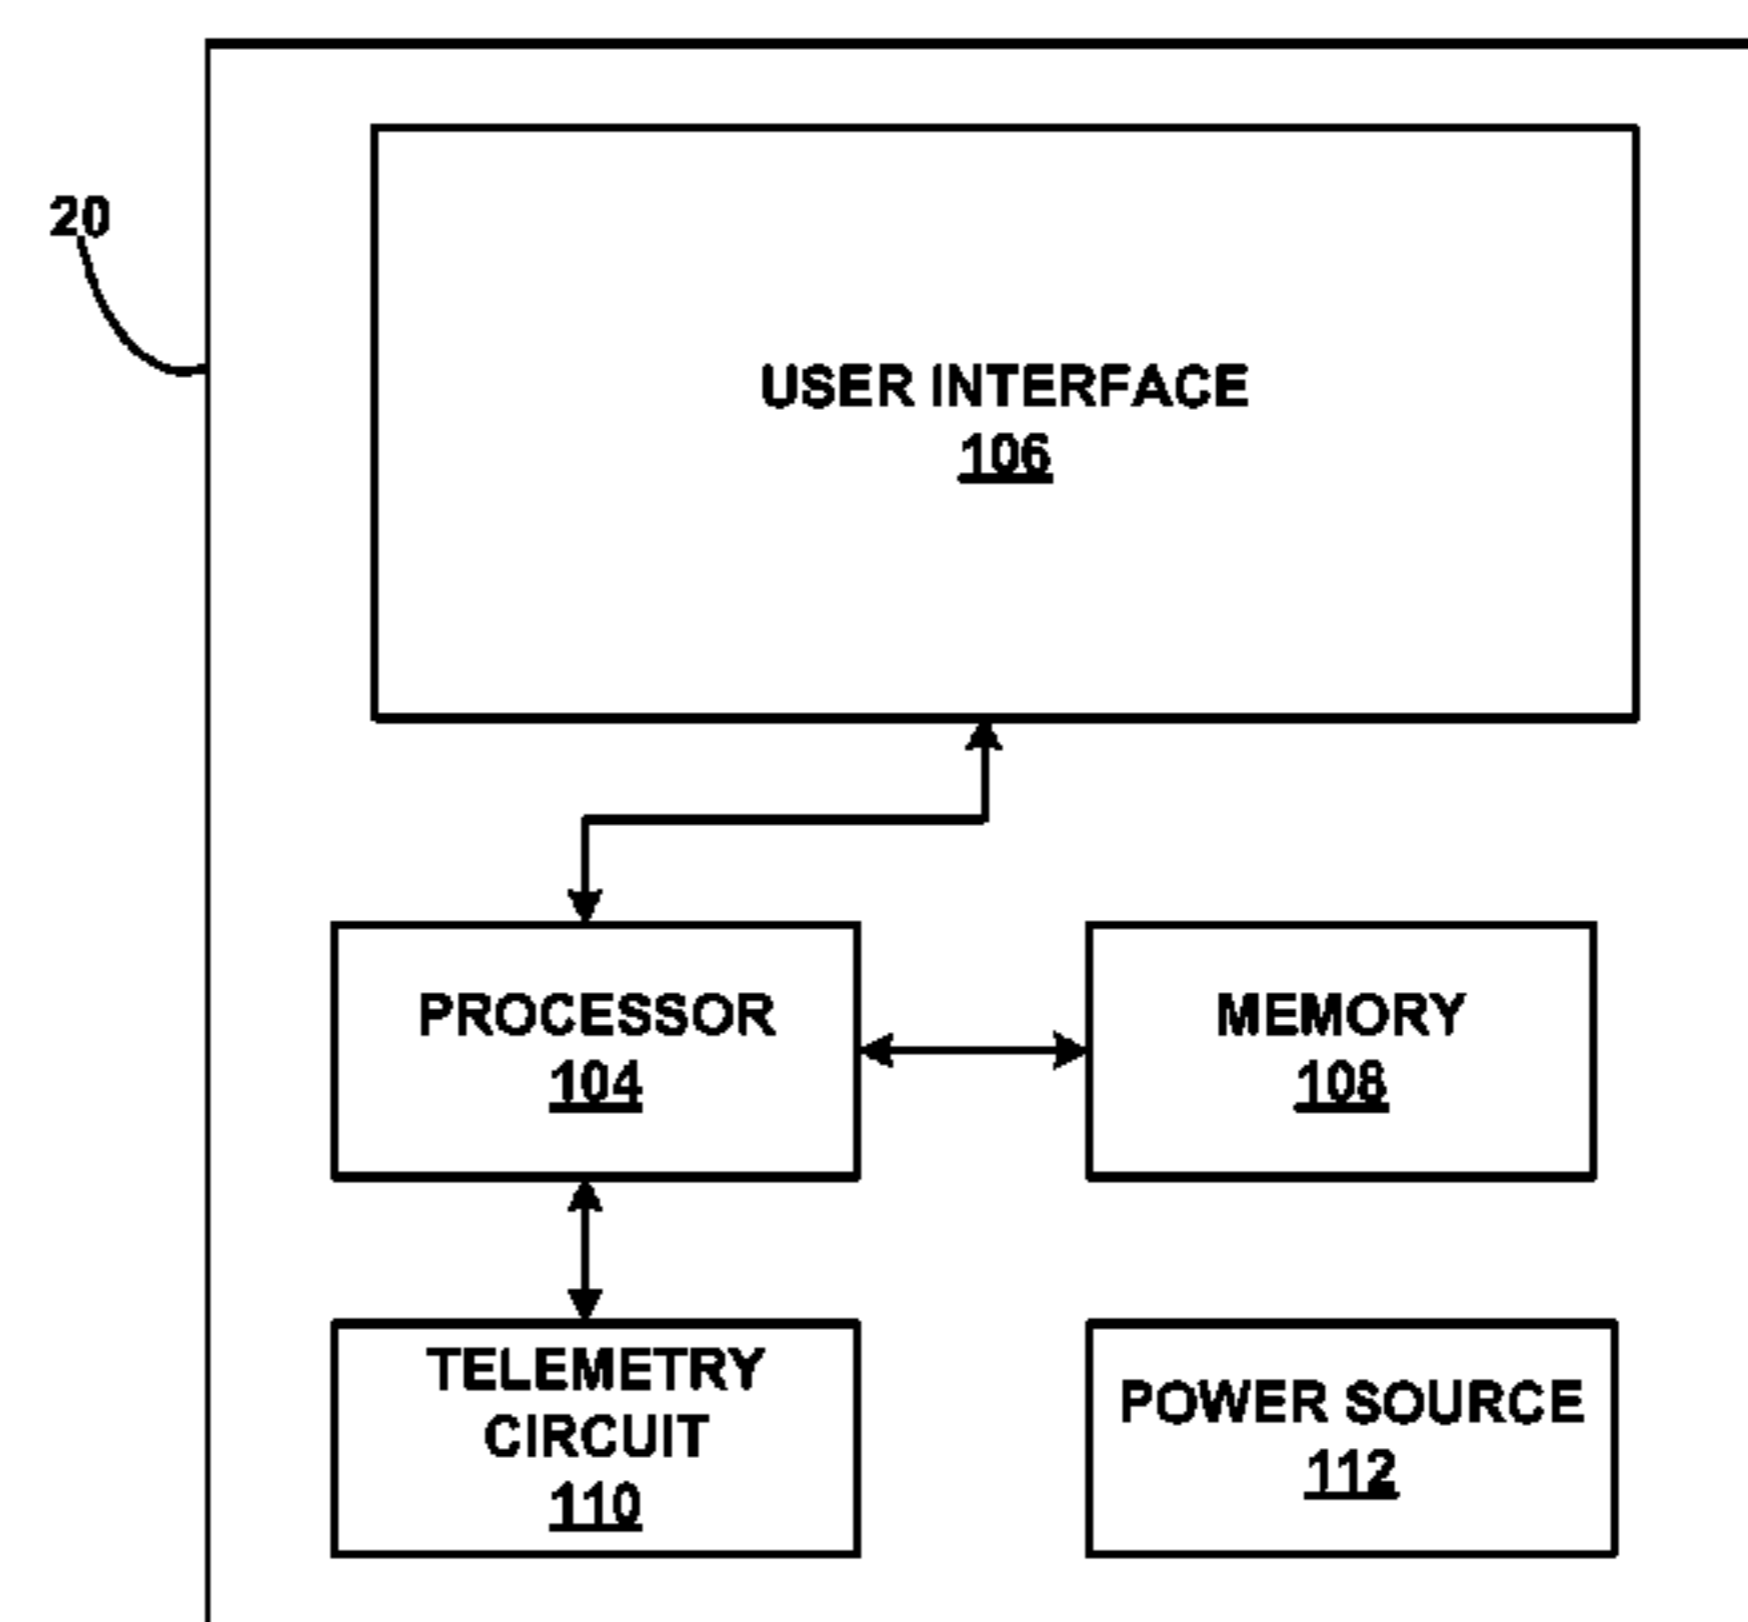 20
USER INTERFACE
106
PROCESSOR
104
MEMORY
108
TELEMETRY
CIRCUIT
110
POWER SOURCE
112